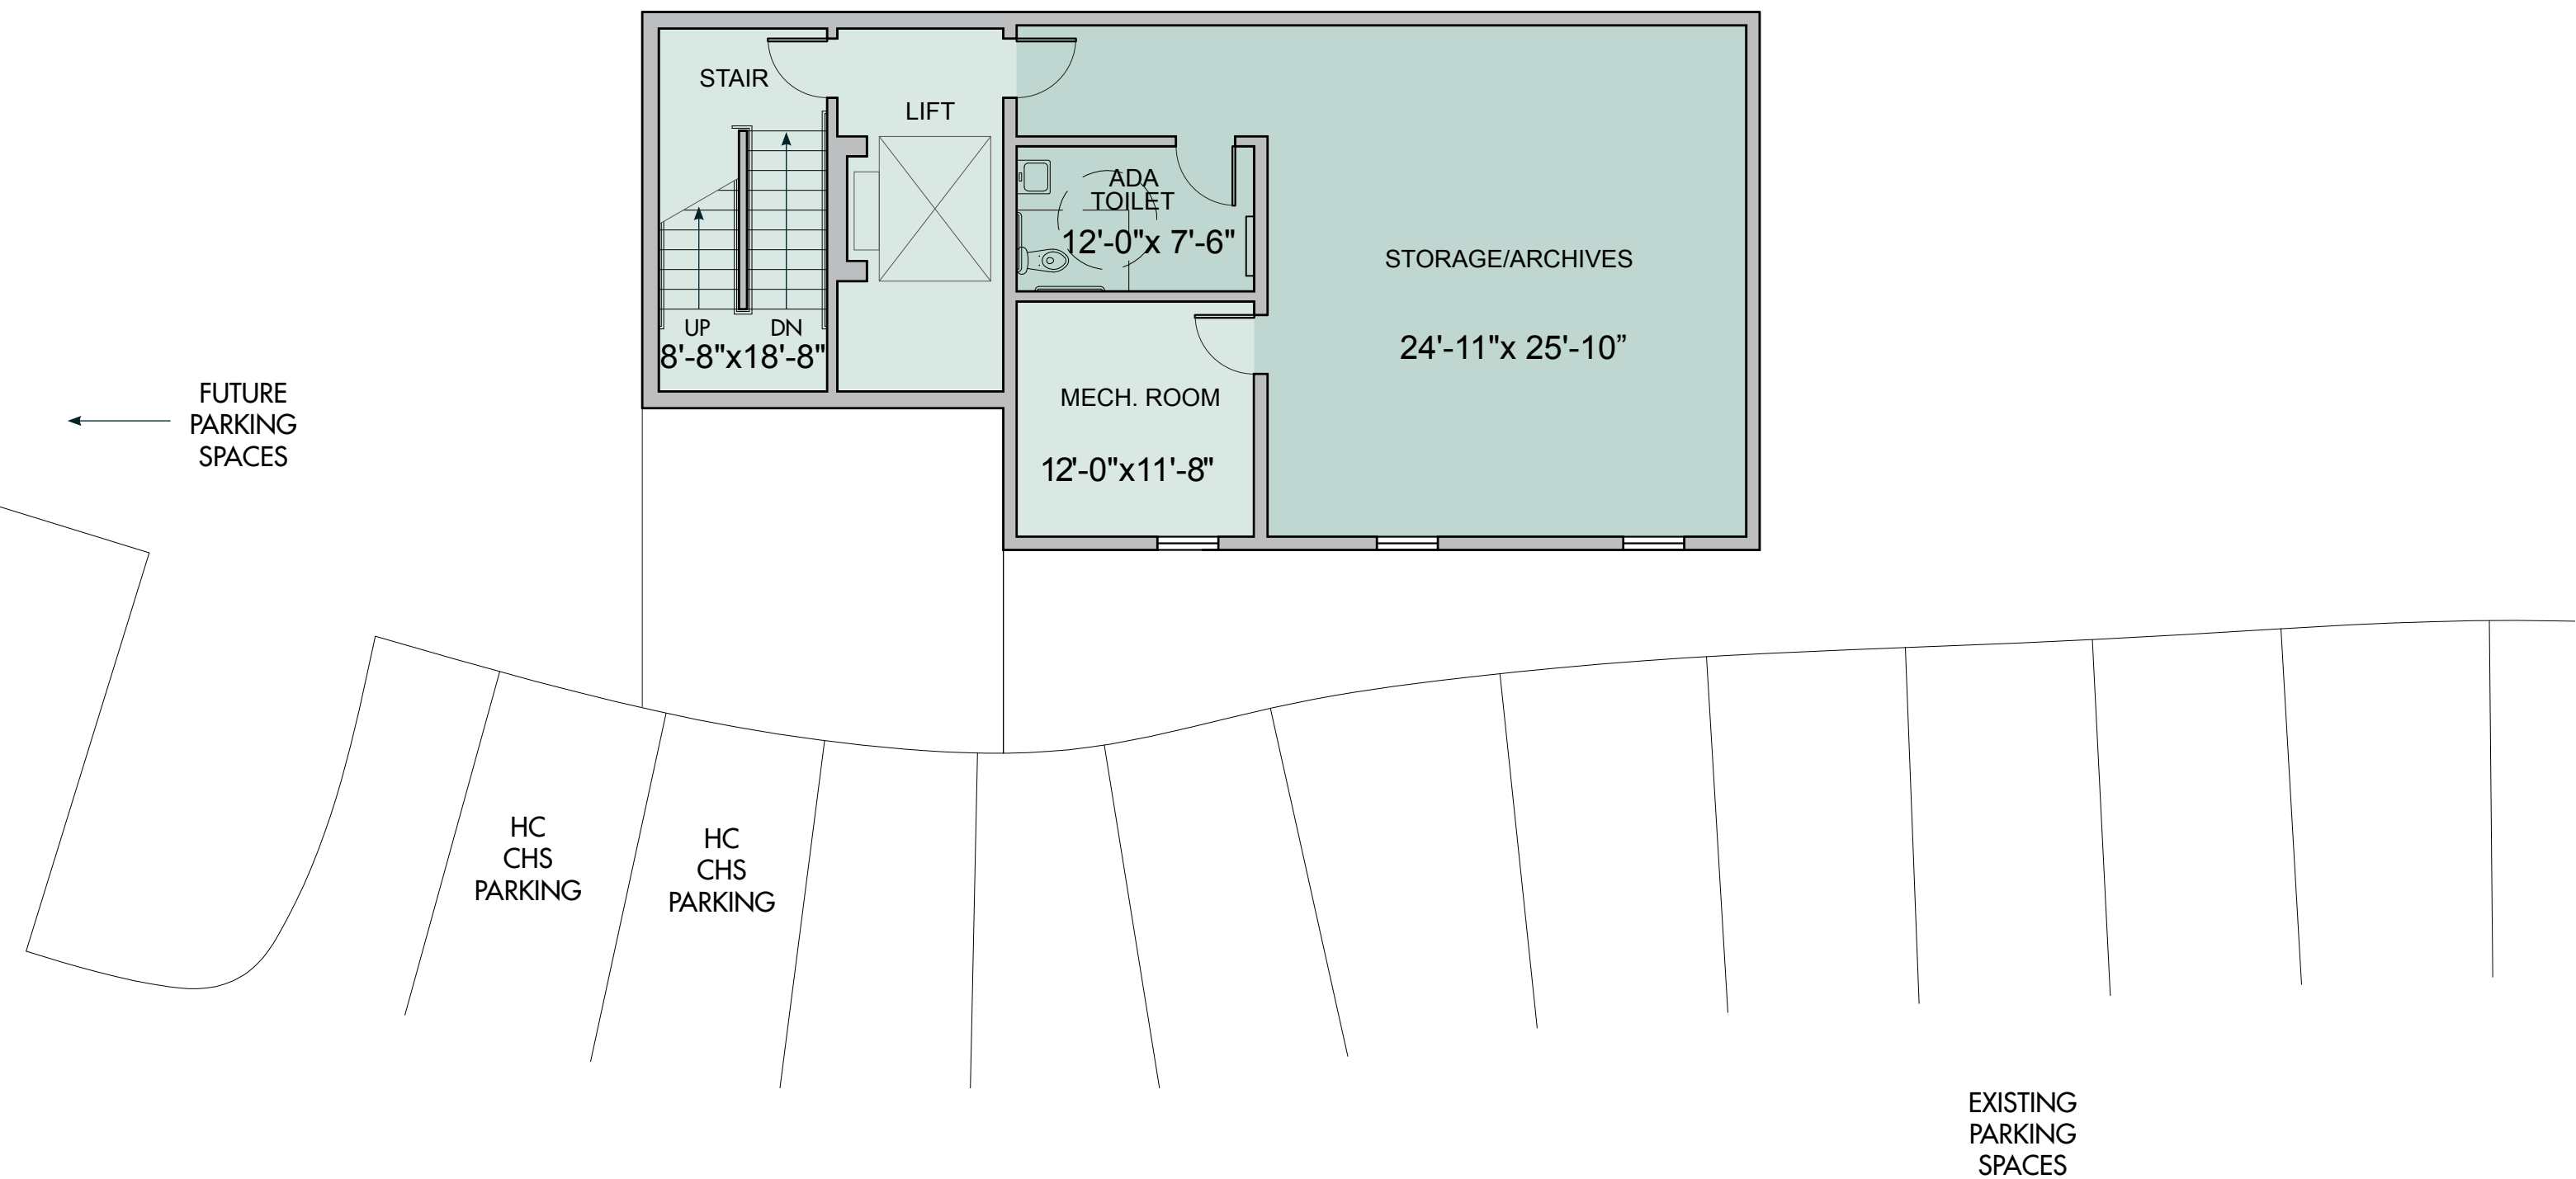 STAIR
LIFT
ADA
TOILET
12'-0"x 7'-6"
STORAGE/ARCHIVES
UP
DN
8'-8"x18'-8"
24'-11"x 25'-10”
MECH. ROOM
12'-0"x11'-8"
FUTURE
PARKING
SPACES
HC
CHS
PARKING
HC
CHS
PARKING
EXISTING
PARKING
SPACES